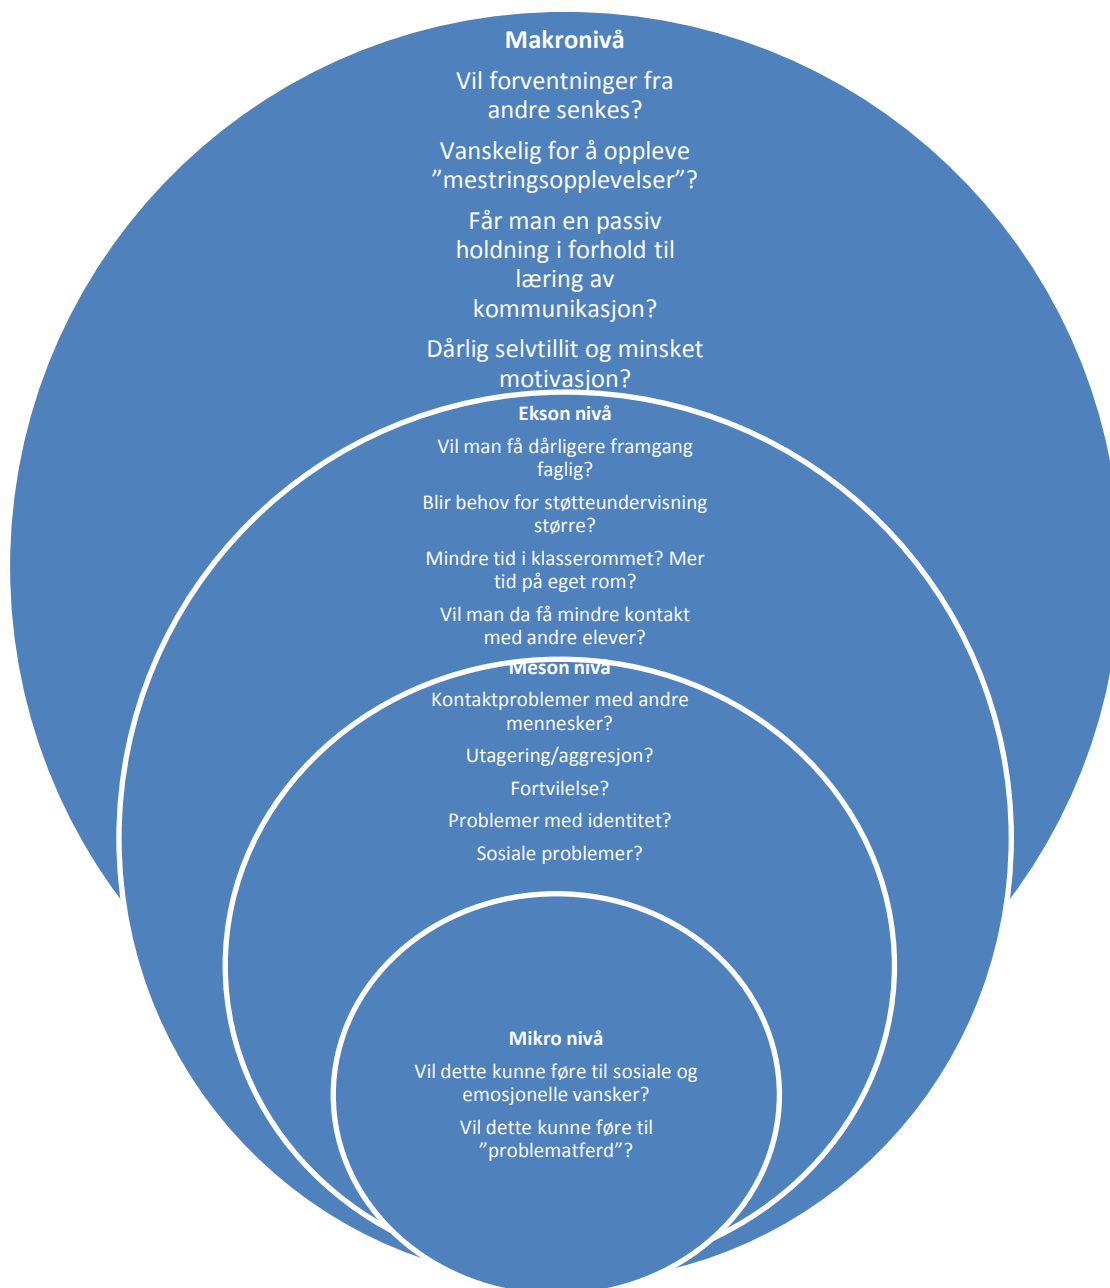 Makronivå
Vil forventninger fra
andre senkes?
Vanskelig for å oppleve
”mestringsopplevelser”?
Får man en passiv
holdning i forhold til
læring av
kommunikasjon?
Dårlig selvtillit og minsket
motivasjon?
Ekson nivå
Vil man få dårligere framgang
faglig?
Blir behov for støtteundervisning
større?
Mindre tid i klasserommet? Mer
tid på eget rom?
Vil man da få mindre kontakt
med andre elever?
Meson nivå
Kontaktproblemer med andre
mennesker?
Utagering/aggresjon?
Fortvilelse?
Problemer med identitet?
Sosiale problemer?
Mikro nivå
Vil dette kunne føre til sosiale og
emosjonelle vansker?
Vil dette kunne føre til
”problematferd”?